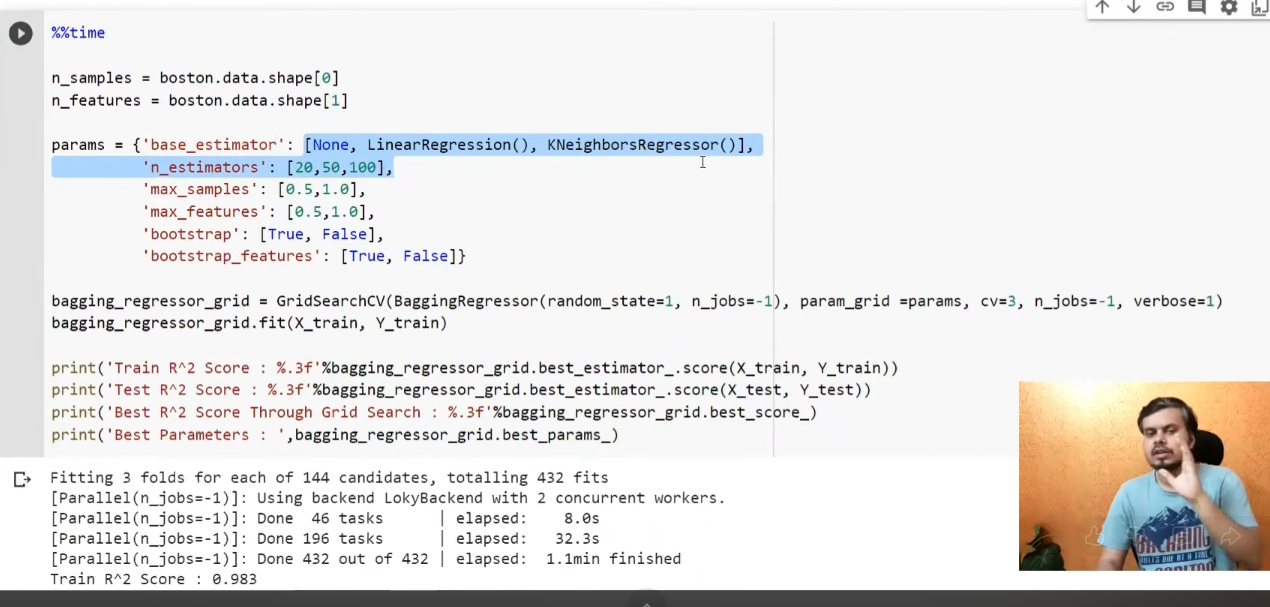 %%time
n_samples = boston.data.shape[0]
n_features = boston.data.shape[1]
params = {'base_estimator': [None, LinearRegression(), KNeighborsRegressor()],
'n_estimators': [20,50,100],
'max_samples': [0.5,1.0],
'max_features': [0.5,1.0],
'bootstrap': [True, False],
'bootstrap_features': [True, False]}
bagging_regressor_grid = GridSearchCV(BaggingRegressor(random_state=1, n_jobs=-1), param_grid =params, cv=3, n_jobs=-1, verbose=1)
bagging_regressor_grid.fit(X_train, Y_train)
print('Train R^2 Score : %.3f'%bagging_regressor_grid.best_estimator_.score(X_train, Y_train))
print('Test R^2 Score : %.3f'%bagging_regressor_grid.best_estimator_.score(X_test, Y_test))
print('Best R^2 Score Through Grid Search : %.3f'%bagging_regressor_grid.best_score_)
print('Best Parameters : ',bagging_regressor_grid.best_params_)
Fitting 3 folds for each of 144 candidates, totalling 432 fits
[Parallel(n_jobs=-1)]: Using backend LokyBackend with 2 concurrent workers.
[Parallel(n_jobs=-1)]: Done 46 tasks | elapsed: 8.0s
[Parallel(n_jobs=-1)]: Done 196 tasks | elapsed: 32.3s
[Parallel(n_jobs=-1)]: Done 432 out of 432 | elapsed: 1.1min finished
Train R^2 Score : 0.983